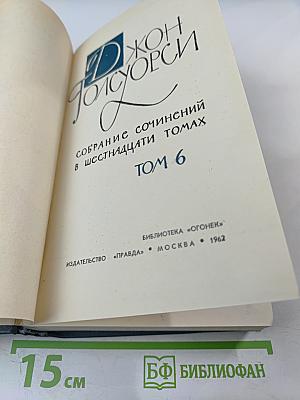 ДЖОН
ГОЛСУОРСИ
СОБРАНИЕ СОЧИНЕНИЙ
В ШЕСТНАДЦАТИ ТОМАХ
ТОМ 6
БИБЛИОТЕКА «ОГОНЕК»
ИЗДАТЕЛЬСТВО «ПРАВДА» • МОСКВА • 1962
15 см
БФ БИБЛИОФАН